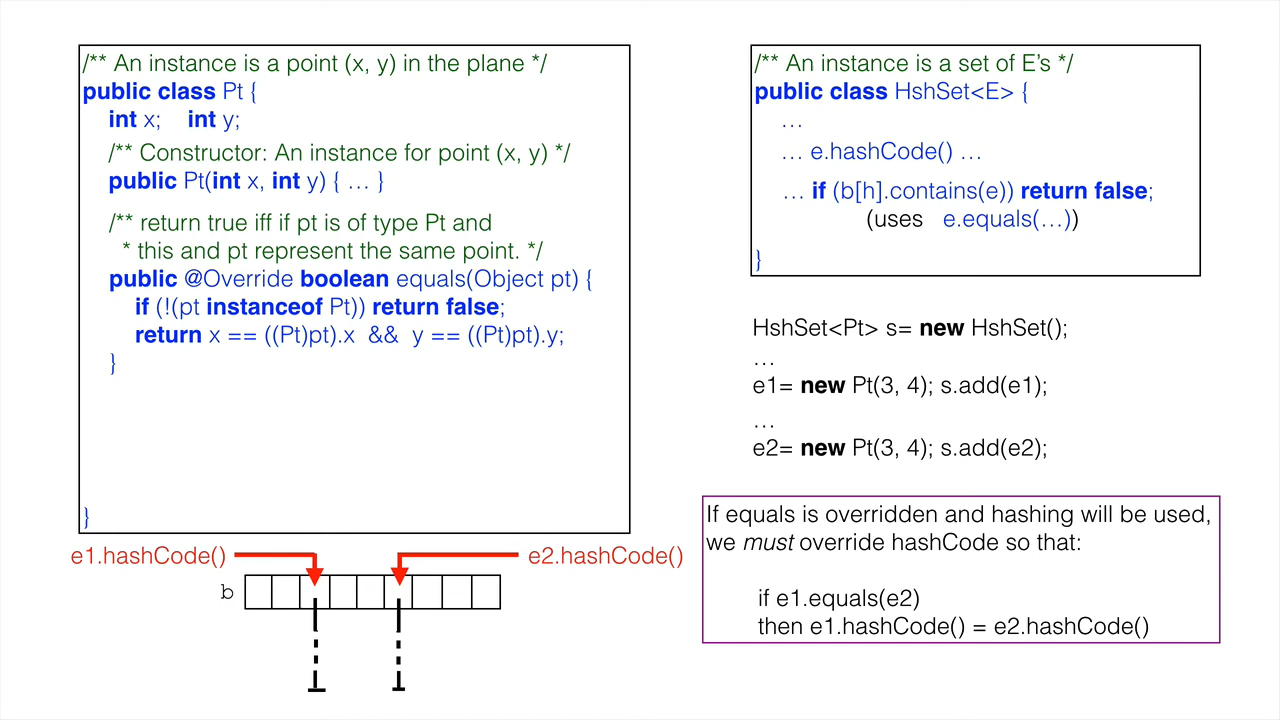 /** An instance is a point (x, y) in the plane */
public class Pt {
int x;    int y;
/** Constructor: An instance for point (x, y) */
public Pt(int x, int y) { … }
/** return true iff if pt is of type Pt and
* this and pt represent the same point. */
public @Override boolean equals(Object pt) {
if (!(pt instanceof Pt)) return false;
return x == ((Pt)pt).x  &&  y == ((Pt)pt).y;
}
}
/** An instance is a set of E’s */
public class HshSet<E> {
…
… e.hashCode() …
… if (b[h].contains(e)) return false;
(uses   e.equals(…))
}
HshSet<Pt> s= new HshSet();
…
e1= new Pt(3, 4); s.add(e1);
…
e2= new Pt(3, 4); s.add(e2);
If equals is overridden and hashing will be used,
we must override hashCode so that:
if e1.equals(e2)
then e1.hashCode() = e2.hashCode()
e1.hashCode()
e2.hashCode()
b